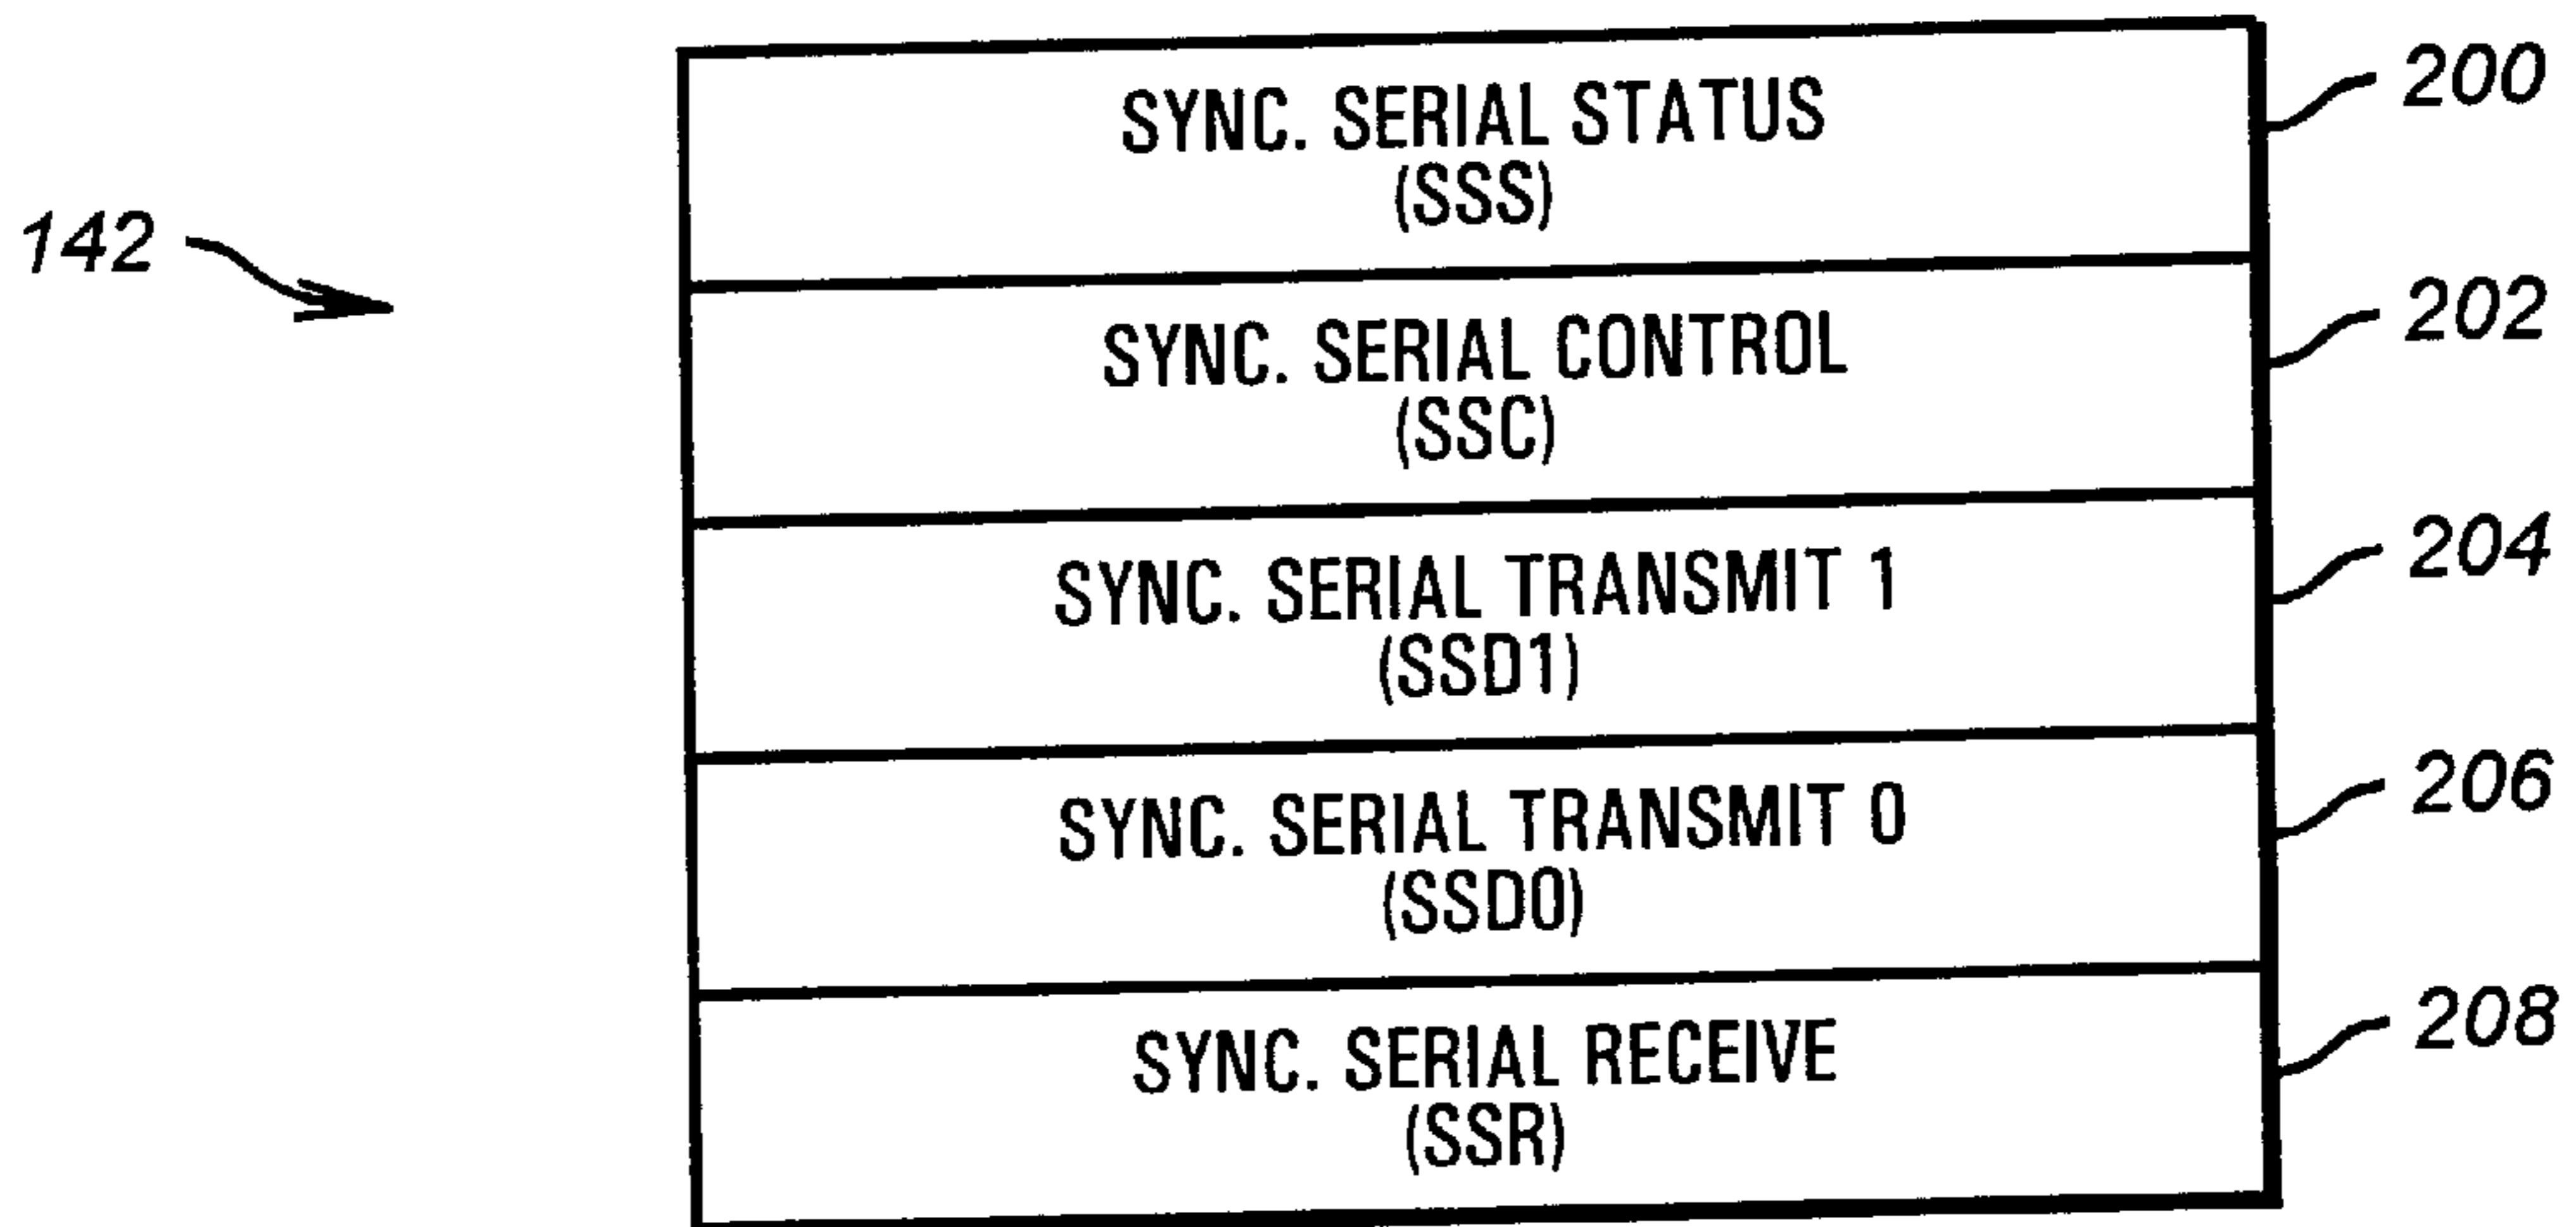 142
SYNC. SERIAL STATUS
(SSS)
200
SYNC. SERIAL CONTROL
(SSC)
202
SYNC. SERIAL TRANSMIT 1
(SSD1)
204
SYNC. SERIAL TRANSMIT 0
(SSD0)
206
SYNC. SERIAL RECEIVE
(SSR)
208